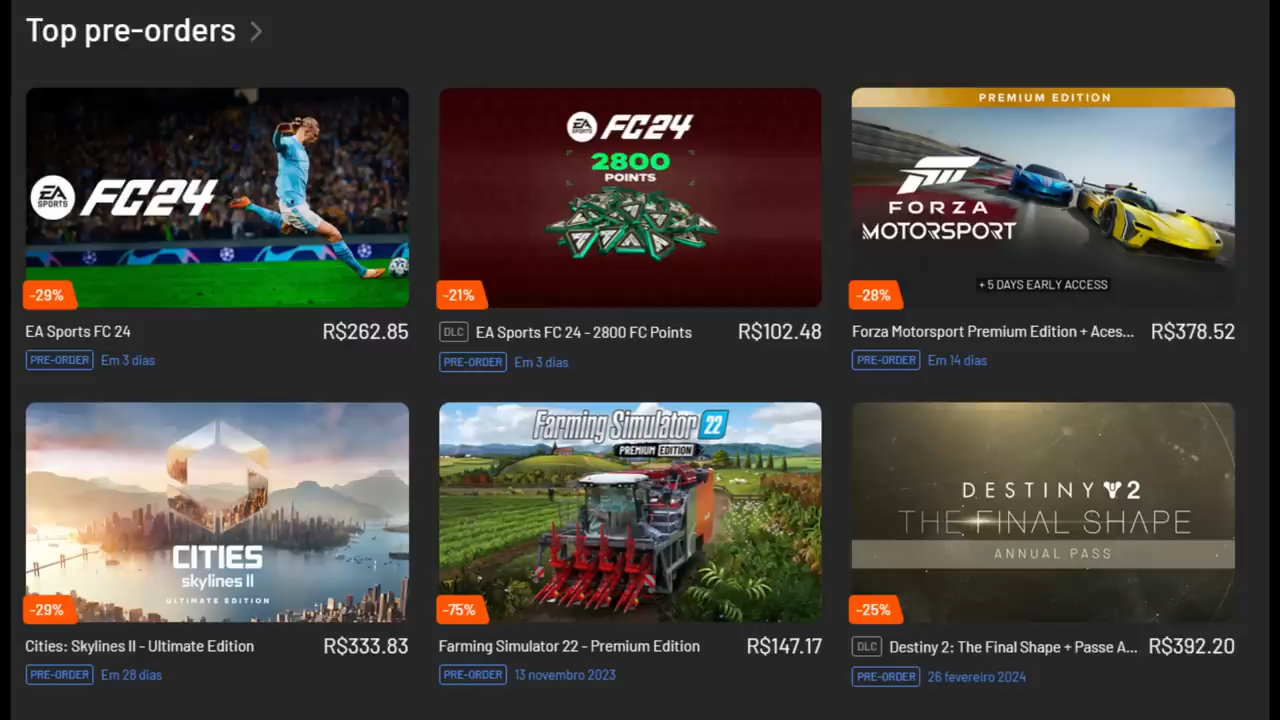 Top pre-orders >
EA SPORTS FC24
-29%
EA Sports FC 24 R$262.85
PRE-ORDER Em 3 dias
EA SPORTS FC24
2800
POINTS
-21%
DLC EA Sports FC 24 - 2800 FC Points R$102.48
PRE-ORDER Em 3 dias
PREMIUM EDITION
FORZA
MOTORSPORT
+ 5 DAYS EARLY ACCESS
-28%
Forza Motorsport Premium Edition + Aces... R$378.52
PRE-ORDER Em 14 dias
CITIES
skylines II
ULTIMATE EDITION
-29%
Cities: Skylines II - Ultimate Edition R$333.83
PRE-ORDER Em 28 dias
Farming Simulator 22
PREMIUM EDITION
-75%
Farming Simulator 22 - Premium Edition R$147.17
PRE-ORDER 13 novembro 2023
DESTINY 2
THE FINAL SHAPE
ANNUAL PASS
-25%
DLC Destiny 2: The Final Shape + Passe A... R$392.20
PRE-ORDER 26 fevereiro 2024